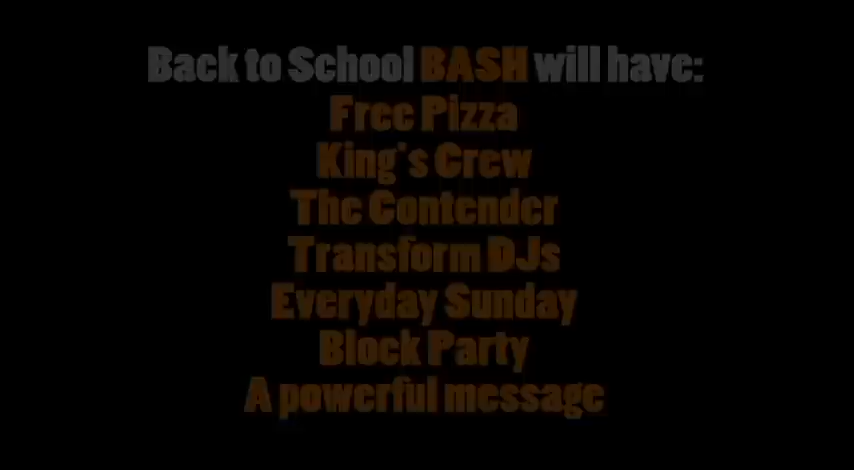 Back to School BASH will have:
Free Pizza
King's Crew
The Contender
Transform DJs
Everyday Sunday
Block Party
A powerful message